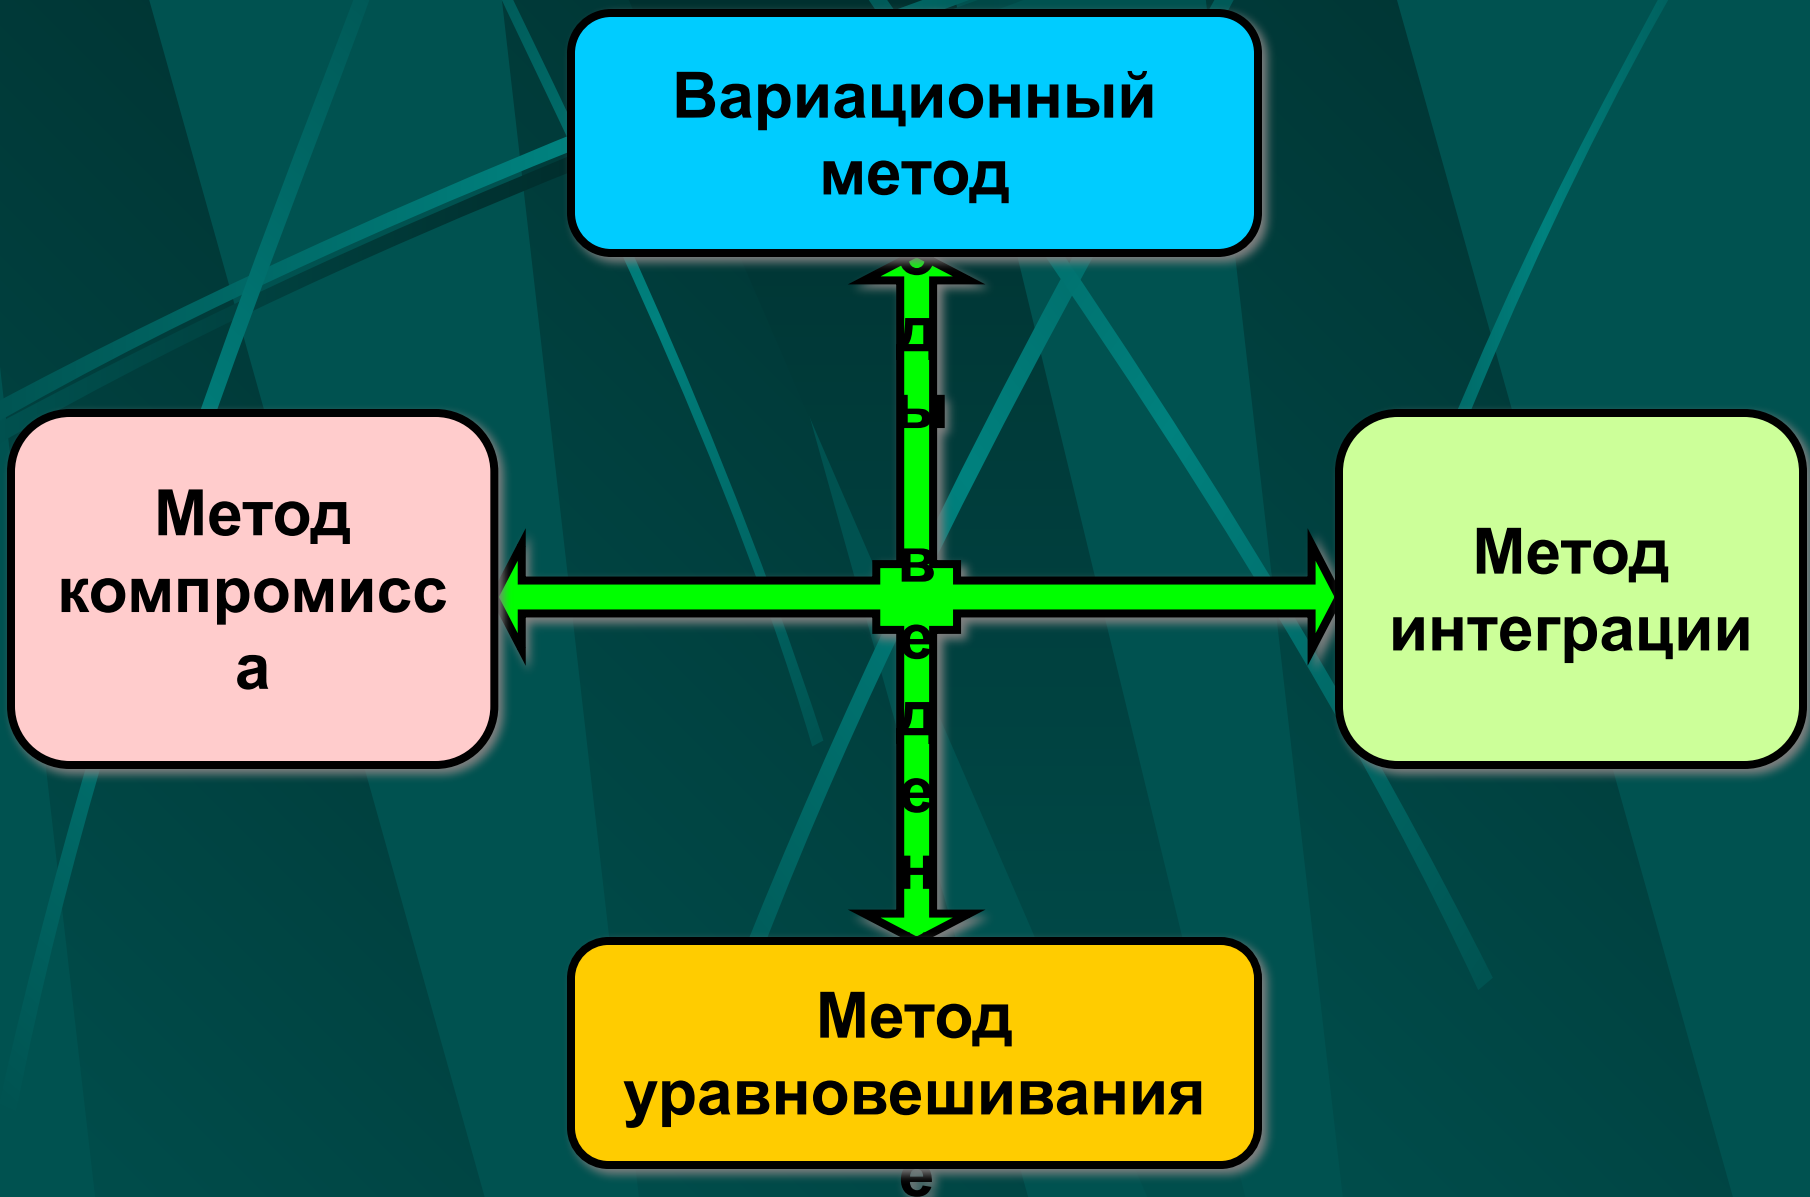 Вариационный
метод
Метод
компромисс
а
Метод
интеграции
Метод
уравновешивания